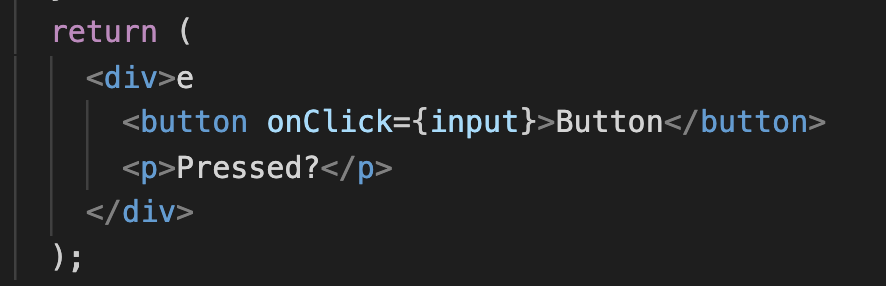 return (
<div>e
<button onClick={input}>Button</button>
<p>Pressed?</p>
</div>
);